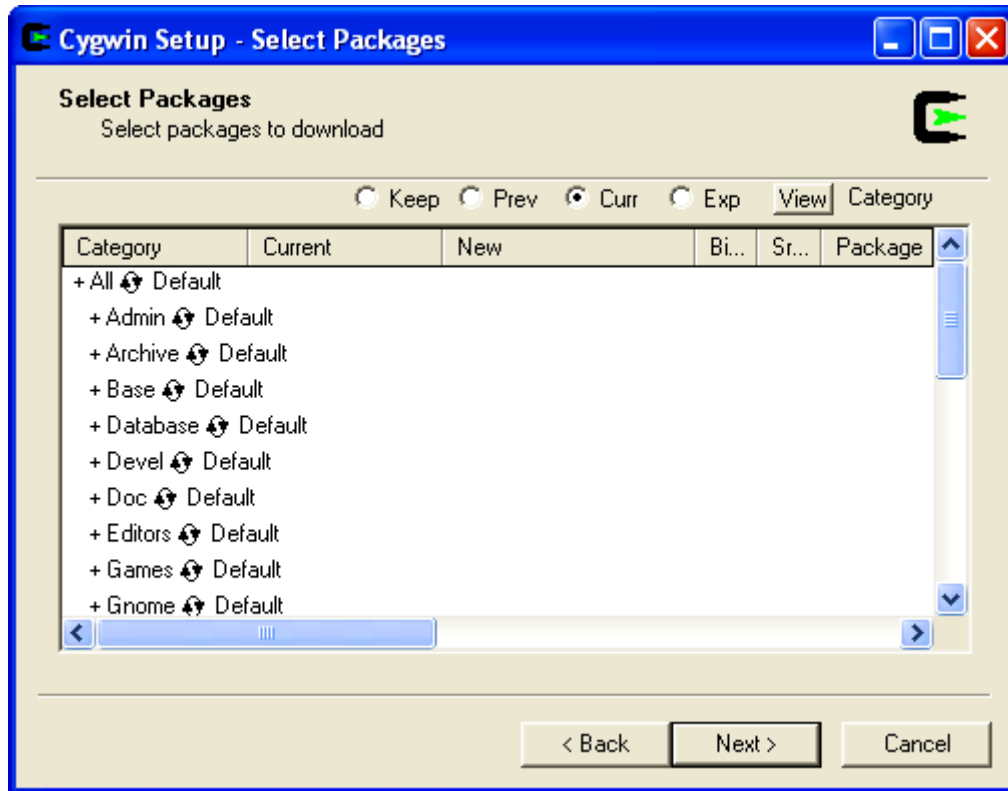 Cygwin Setup - Select Packages
Select Packages
Select packages to download
Keep Prev Curr Exp View Category
Category Current New Bi... Sr... Package
+ All Default
+ Admin Default
+ Archive Default
+ Base Default
+ Database Default
+ Devel Default
+ Doc Default
+ Editors Default
+ Games Default
+ Gnome Default
< Back Next > Cancel